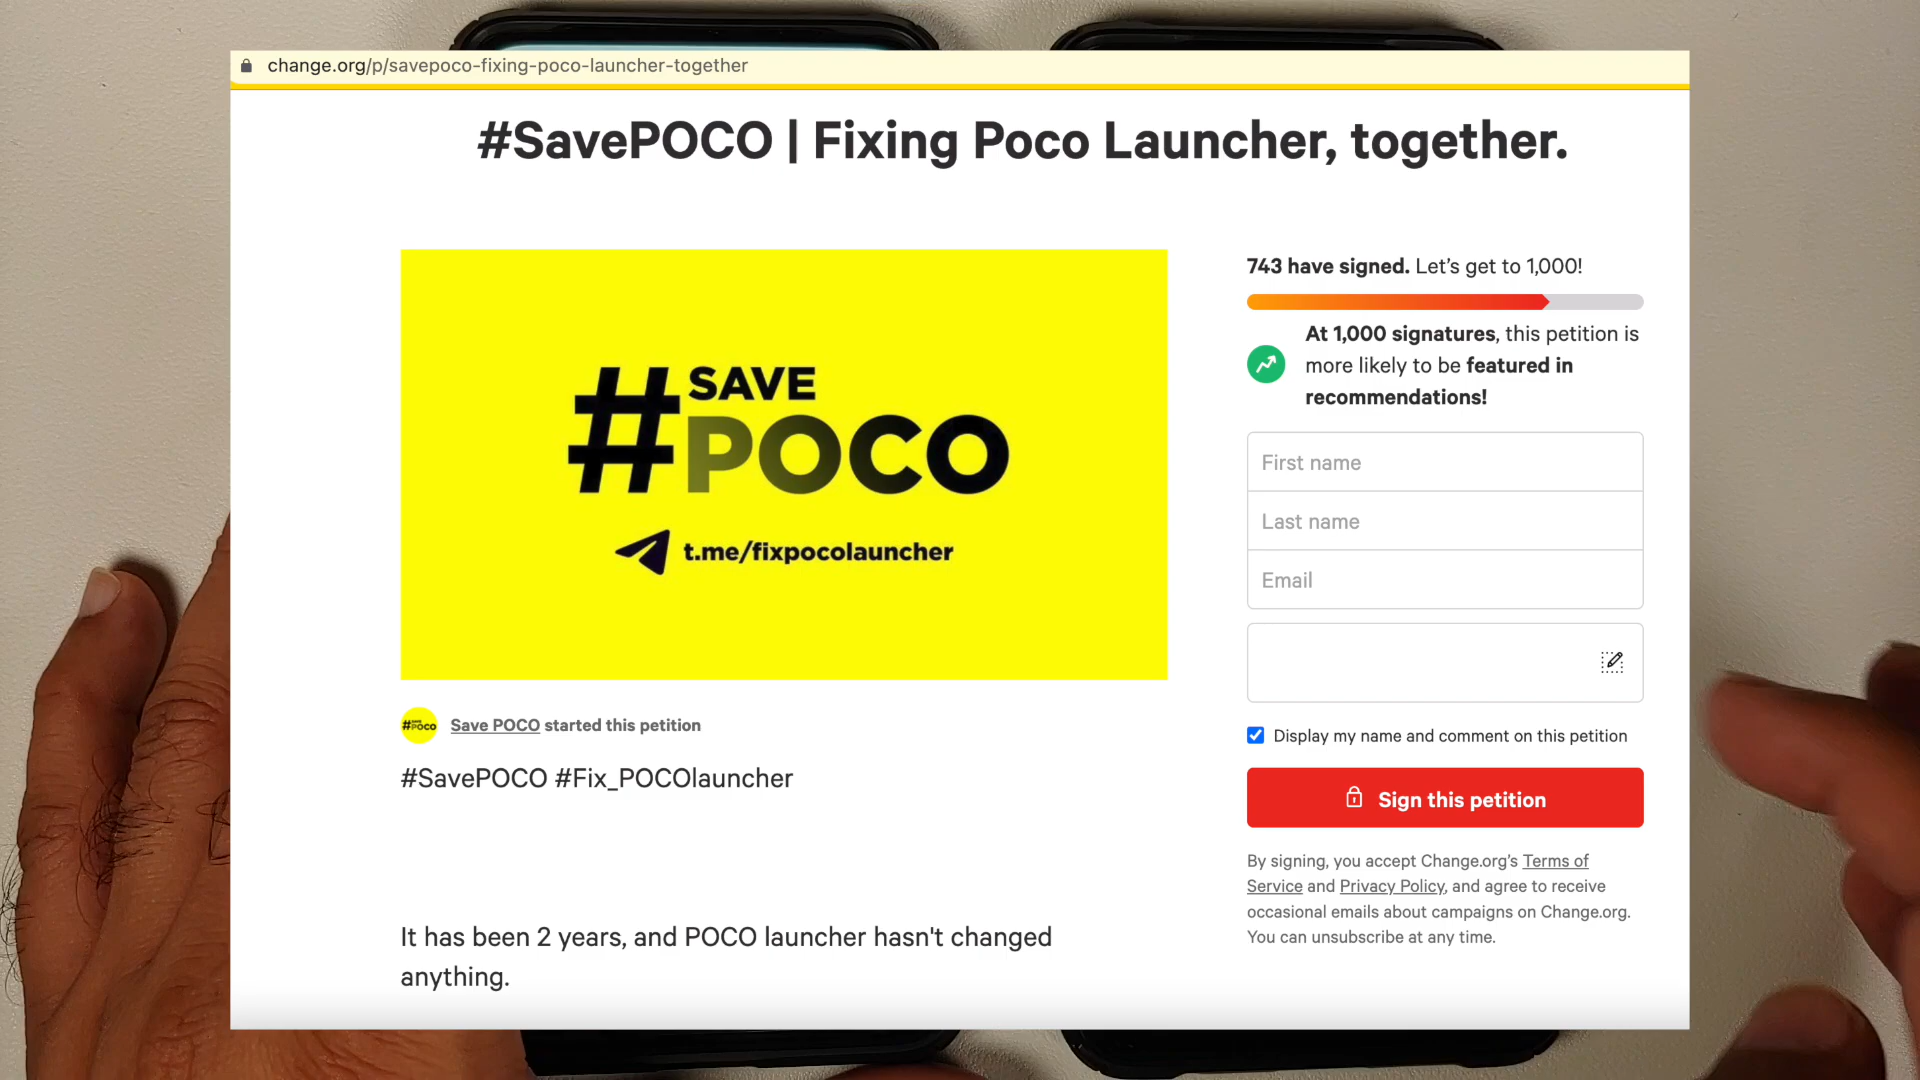 change.org/p/savepoco-fixing-poco-launcher-together
#SavePOCO | Fixing Poco Launcher, together.
#SAVE
POCO
t.me/fixpocolauncher
#SAVE
POCO
Save POCO started this petition
#SavePOCO #Fix_POCOlauncher
It has been 2 years, and POCO launcher hasn't changed
anything.
743 have signed. Let’s get to 1,000!
At 1,000 signatures, this petition is
more likely to be featured in
recommendations!
First name
Last name
Email
Display my name and comment on this petition
Sign this petition
By signing, you accept Change.org’s Terms of
Service and Privacy Policy, and agree to receive
occasional emails about campaigns on Change.org.
You can unsubscribe at any time.